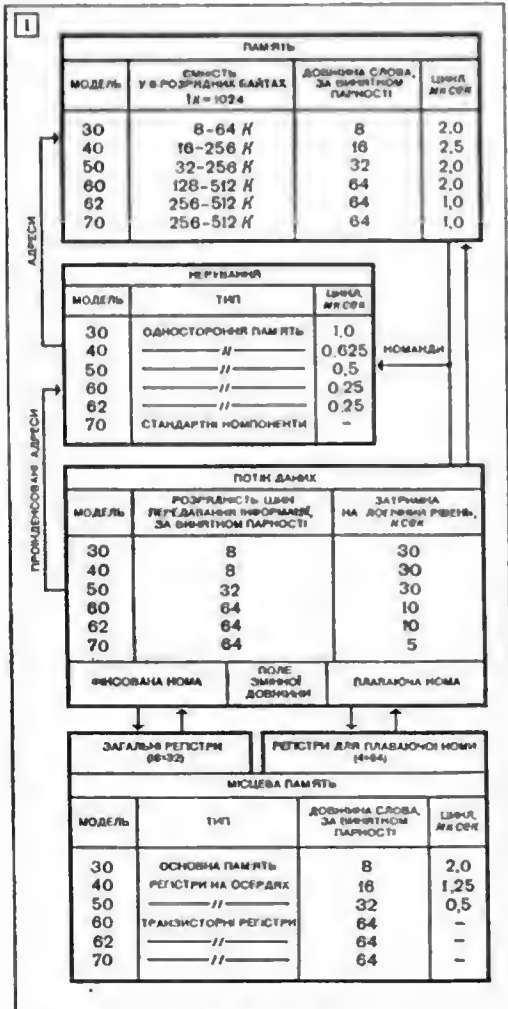 1
ПАМ'ЯТЬ
МОДЕЛЬ
ЄМНІСТЬ
У 8 РОЗРЯДНИХ БАЙТАХ
1К = 1024
ДОВЖИНА СЛОВА,
ЗА ВИНЯТКОМ
ПАРНОСТІ
ЦИКЛ,
мксек
30 8-64 К 8 2,0
40 16-256 К 16 2,5
50 32-256 К 32 2,0
60 128-512 К 64 2,0
62 256-512 К 64 1,0
70 256-512 К 64 1,0
АДРЕСИ
КЕРУВАННЯ
МОДЕЛЬ ТИП ЦИКЛ,
мксек
30 ОДНОСТОРОННЯ ПАМ'ЯТЬ 1,0
40 —//— 0,625
50 —//— 0,5
60 —//— 0,25
62 —//— 0,25
70 СТАНДАРТНІ КОМПОНЕНТИ –
КОМАНДИ
ПРОІНДЕКСОВАНІ АДРЕСИ
ПОТІК ДАНИХ
МОДЕЛЬ
РОЗРЯДНІСТЬ ШИН
ПЕРЕДАВАННЯ ІНФОРМАЦІЇ,
ЗА ВИНЯТКОМ ПАРНОСТІ
ЗАТРИМКА
НА ЛОГІЧНИЙ РІВЕНЬ,
нсек
30 8 30
40 8 30
50 32 30
60 64 10
62 64 10
70 64 5
ФІКСОВАНА КОМА
ПОЛЕ
ЗМІННОЇ
ДОВЖИНИ
ПЛАВАЮЧА КОМА
ЗАГАЛЬНІ РЕГІСТРИ
(16×32)
РЕГІСТРИ ДЛЯ ПЛАВАЮЧОЇ КОМИ
(4×64)
МІСЦЕВА ПАМ'ЯТЬ
МОДЕЛЬ
ТИП
ДОВЖИНА СЛОВА,
ЗА ВИНЯТКОМ
ПАРНОСТІ
ЦИКЛ,
мксек
30 ОСНОВНА ПАМ'ЯТЬ 8 2,0
40 РЕГІСТРИ НА ОСЕРДЯХ 16 1,25
50 —//— 32 0,5
60 ТРАНЗИСТОРНІ РЕГІСТРИ 64 –
62 —//— 64 –
70 —//— 64 –